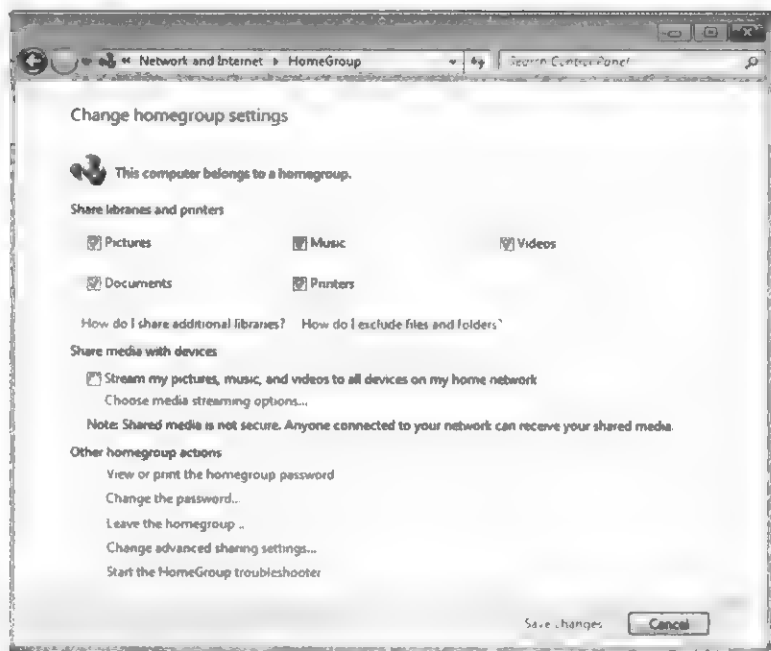 « Network and Internet ▸ HomeGroup Search Control Panel
Change homegroup settings
This computer belongs to a homegroup.
Share libraries and printers
Pictures Music Videos
Documents Printers
How do I share additional libraries? How do I exclude files and folders?
Share media with devices
Stream my pictures, music, and videos to all devices on my home network
Choose media streaming options...
Note: Shared media is not secure. Anyone connected to your network can receive your shared media.
Other homegroup actions
View or print the homegroup password
Change the password...
Leave the homegroup ...
Change advanced sharing settings...
Start the HomeGroup troubleshooter
Save changes Cancel